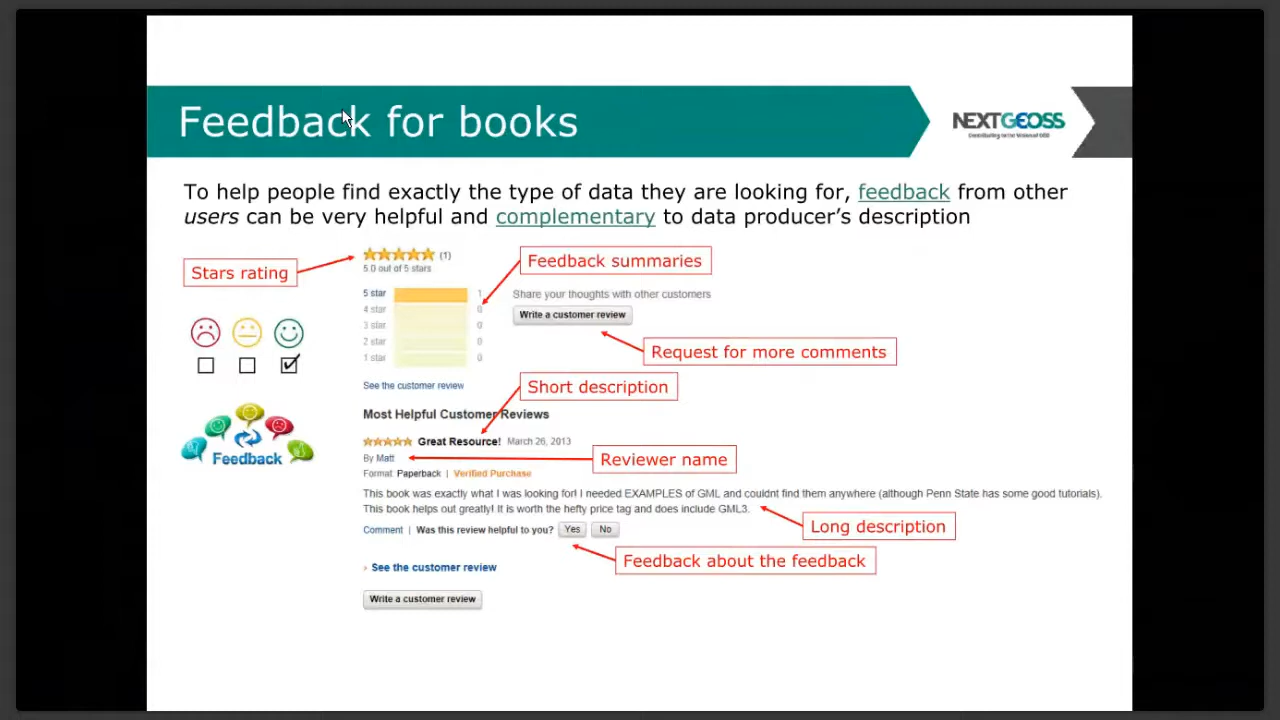 Feedback for books
NEXTGEOSS
To help people find exactly the type of data they are looking for, feedback from other
users can be very helpful and complementary to data producer's description
Stars rating
(1)
5.0 out of 5 stars
Feedback summaries
5 star 1
4 star 0
3 star 0
2 star 0
1 star 0
Share your thoughts with other customers
Write a customer review
Request for more comments
See the customer review
Short description
Most Helpful Customer Reviews
Great Resource! March 26, 2013
By Matt
Reviewer name
Format: Paperback | Verified Purchase
This book was exactly what I was looking for! I needed EXAMPLES of GML and couldnt find them anywhere (although Penn State has some good tutorials).
This book helps out greatly! It is worth the hefty price tag and does include GML3.
Long description
Comment | Was this review helpful to you? Yes No
Feedback about the feedback
› See the customer review
Write a customer review
Feedback